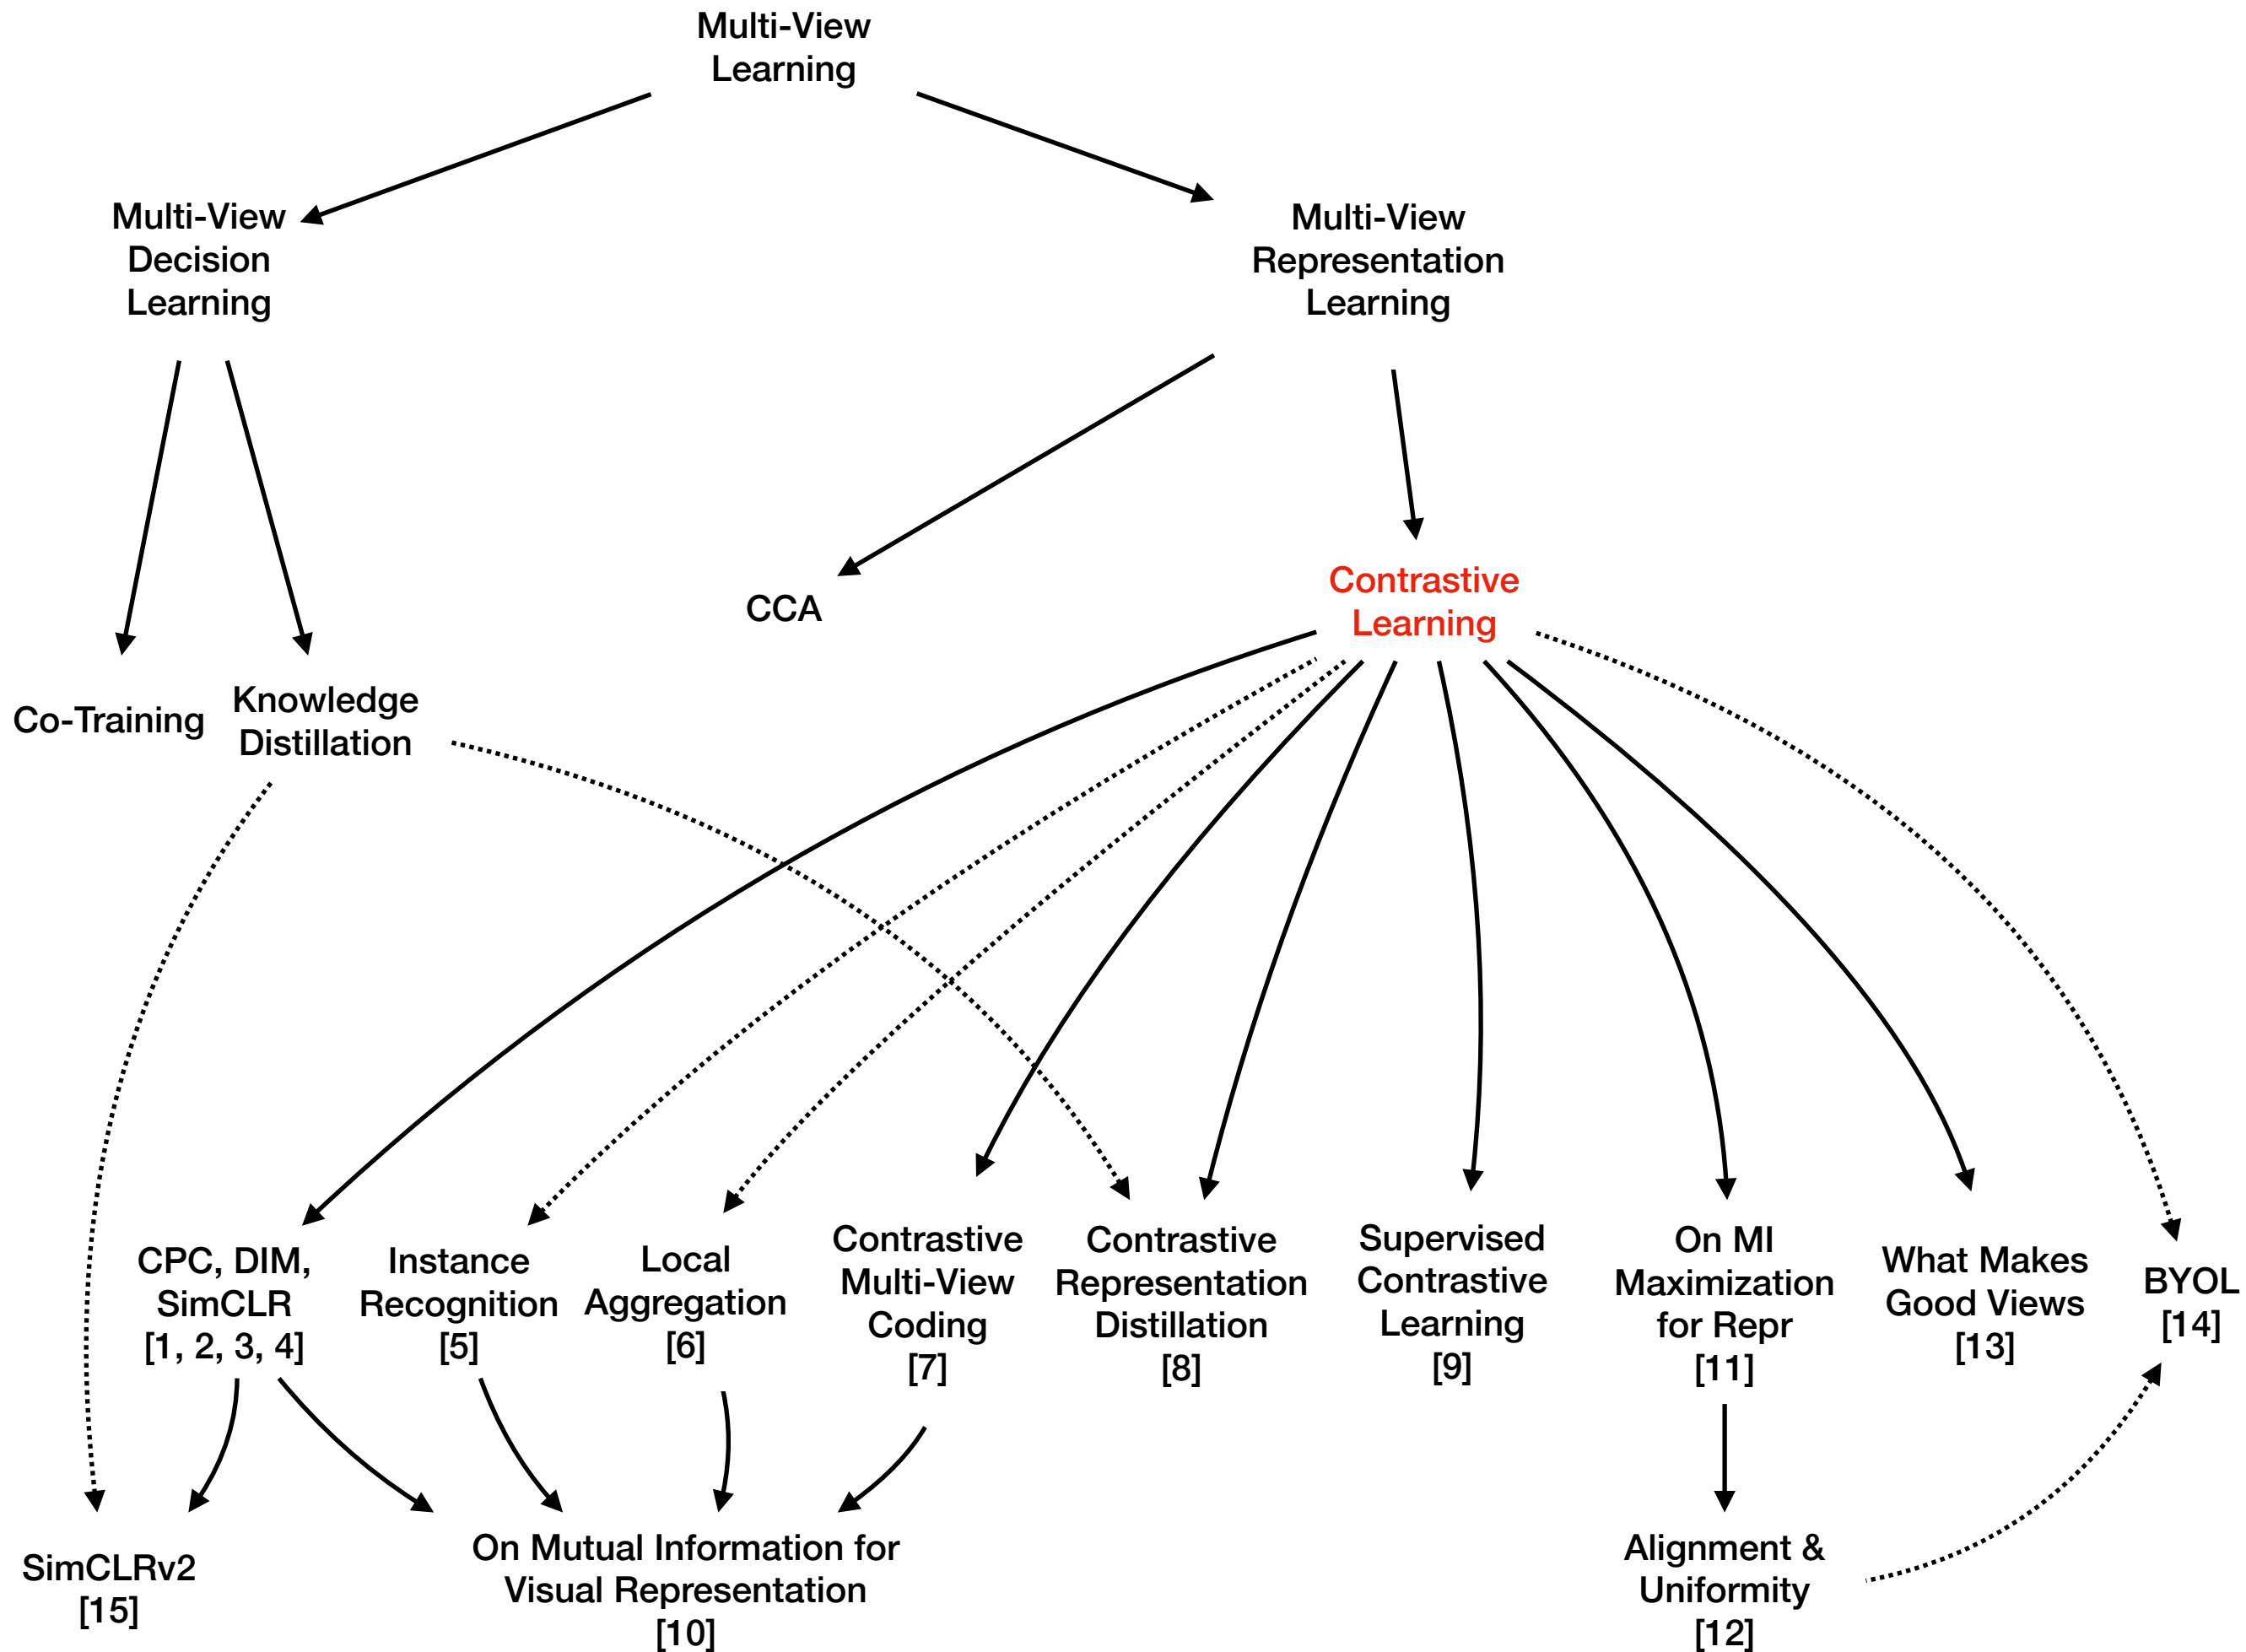 Multi-View
Learning
Multi-View
Decision
Learning
Multi-View
Representation
Learning
CCA
Contrastive
Learning
Co-Training
Knowledge
Distillation
CPC, DIM,
SimCLR
[1, 2, 3, 4]
Instance
Recognition
[5]
Local
Aggregation
[6]
Contrastive
Multi-View
Coding
[7]
Contrastive
Representation
Distillation
[8]
Supervised
Contrastive
Learning
[9]
On MI
Maximization
for Repr
[11]
What Makes
Good Views
[13]
BYOL
[14]
SimCLRv2
[15]
On Mutual Information for
Visual Representation
[10]
Alignment &
Uniformity
[12]